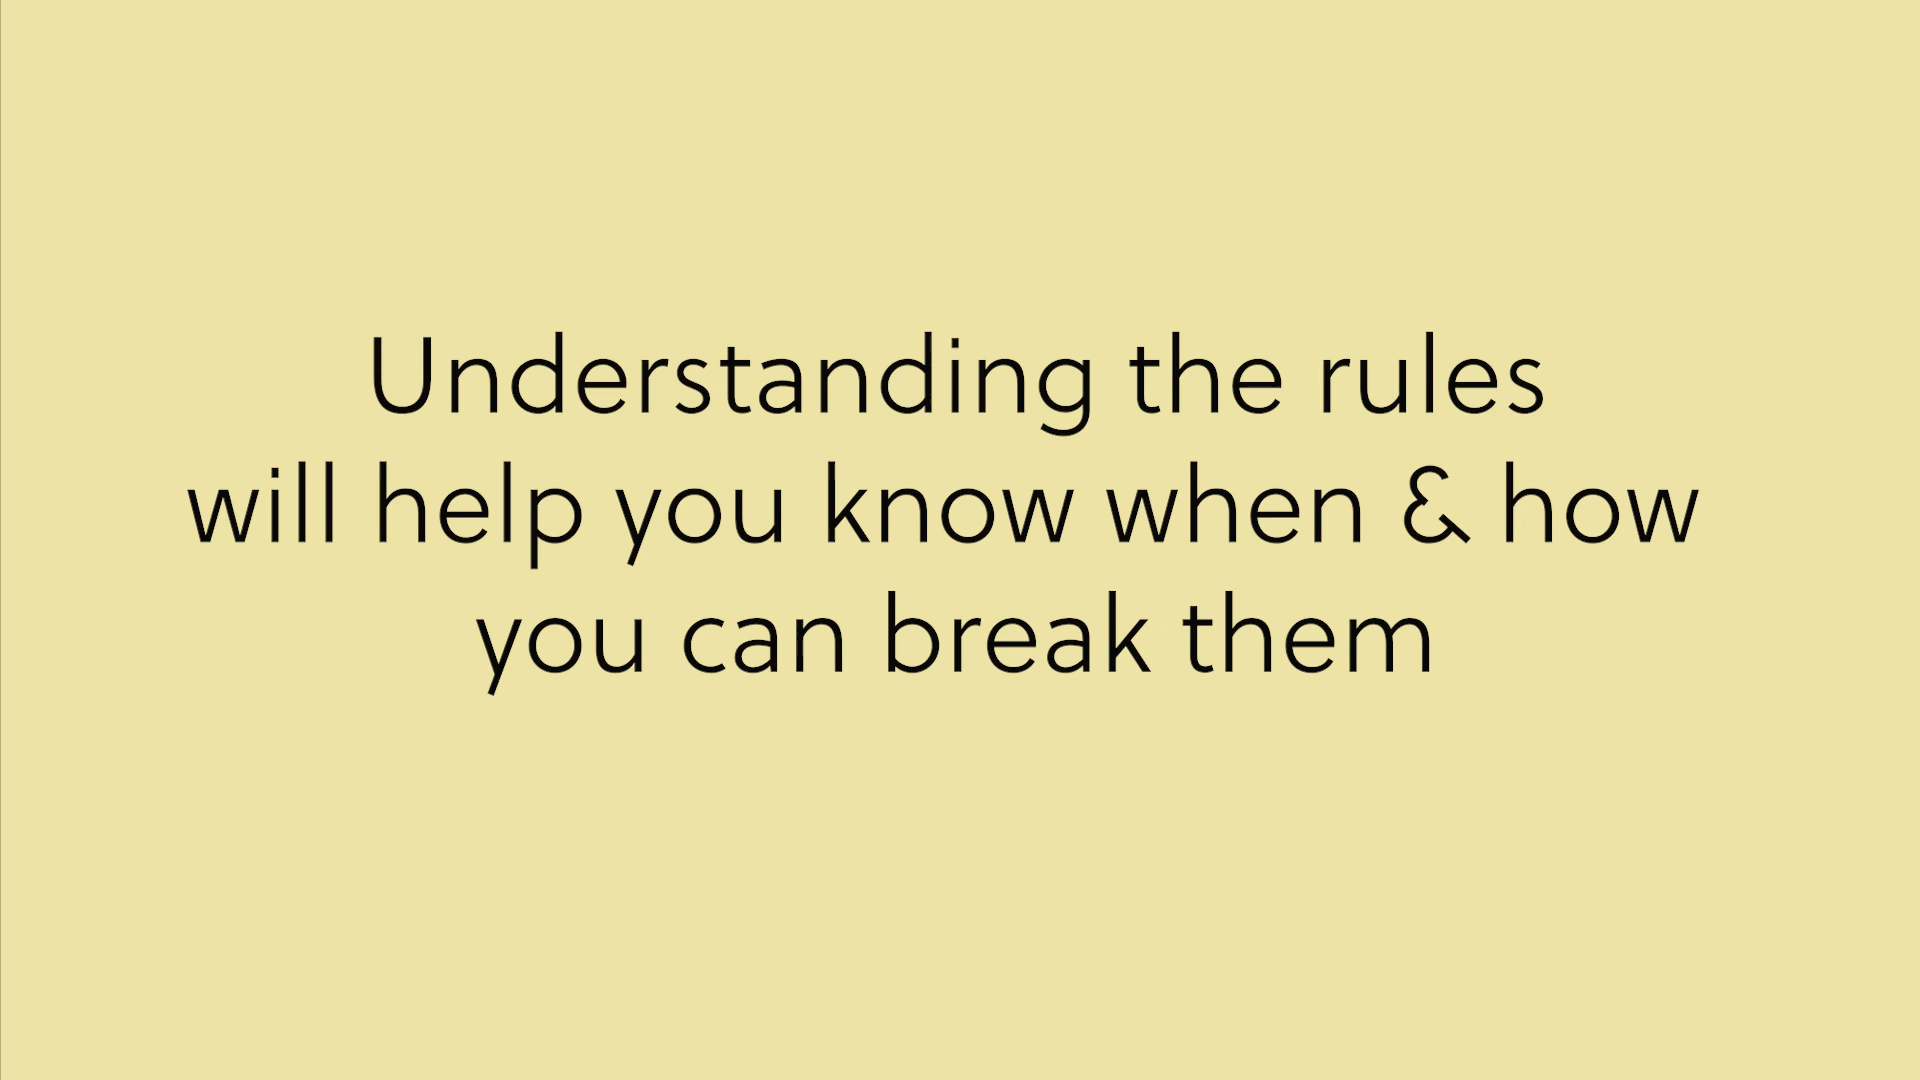 Understanding the rules
will help you know when & how
you can break them